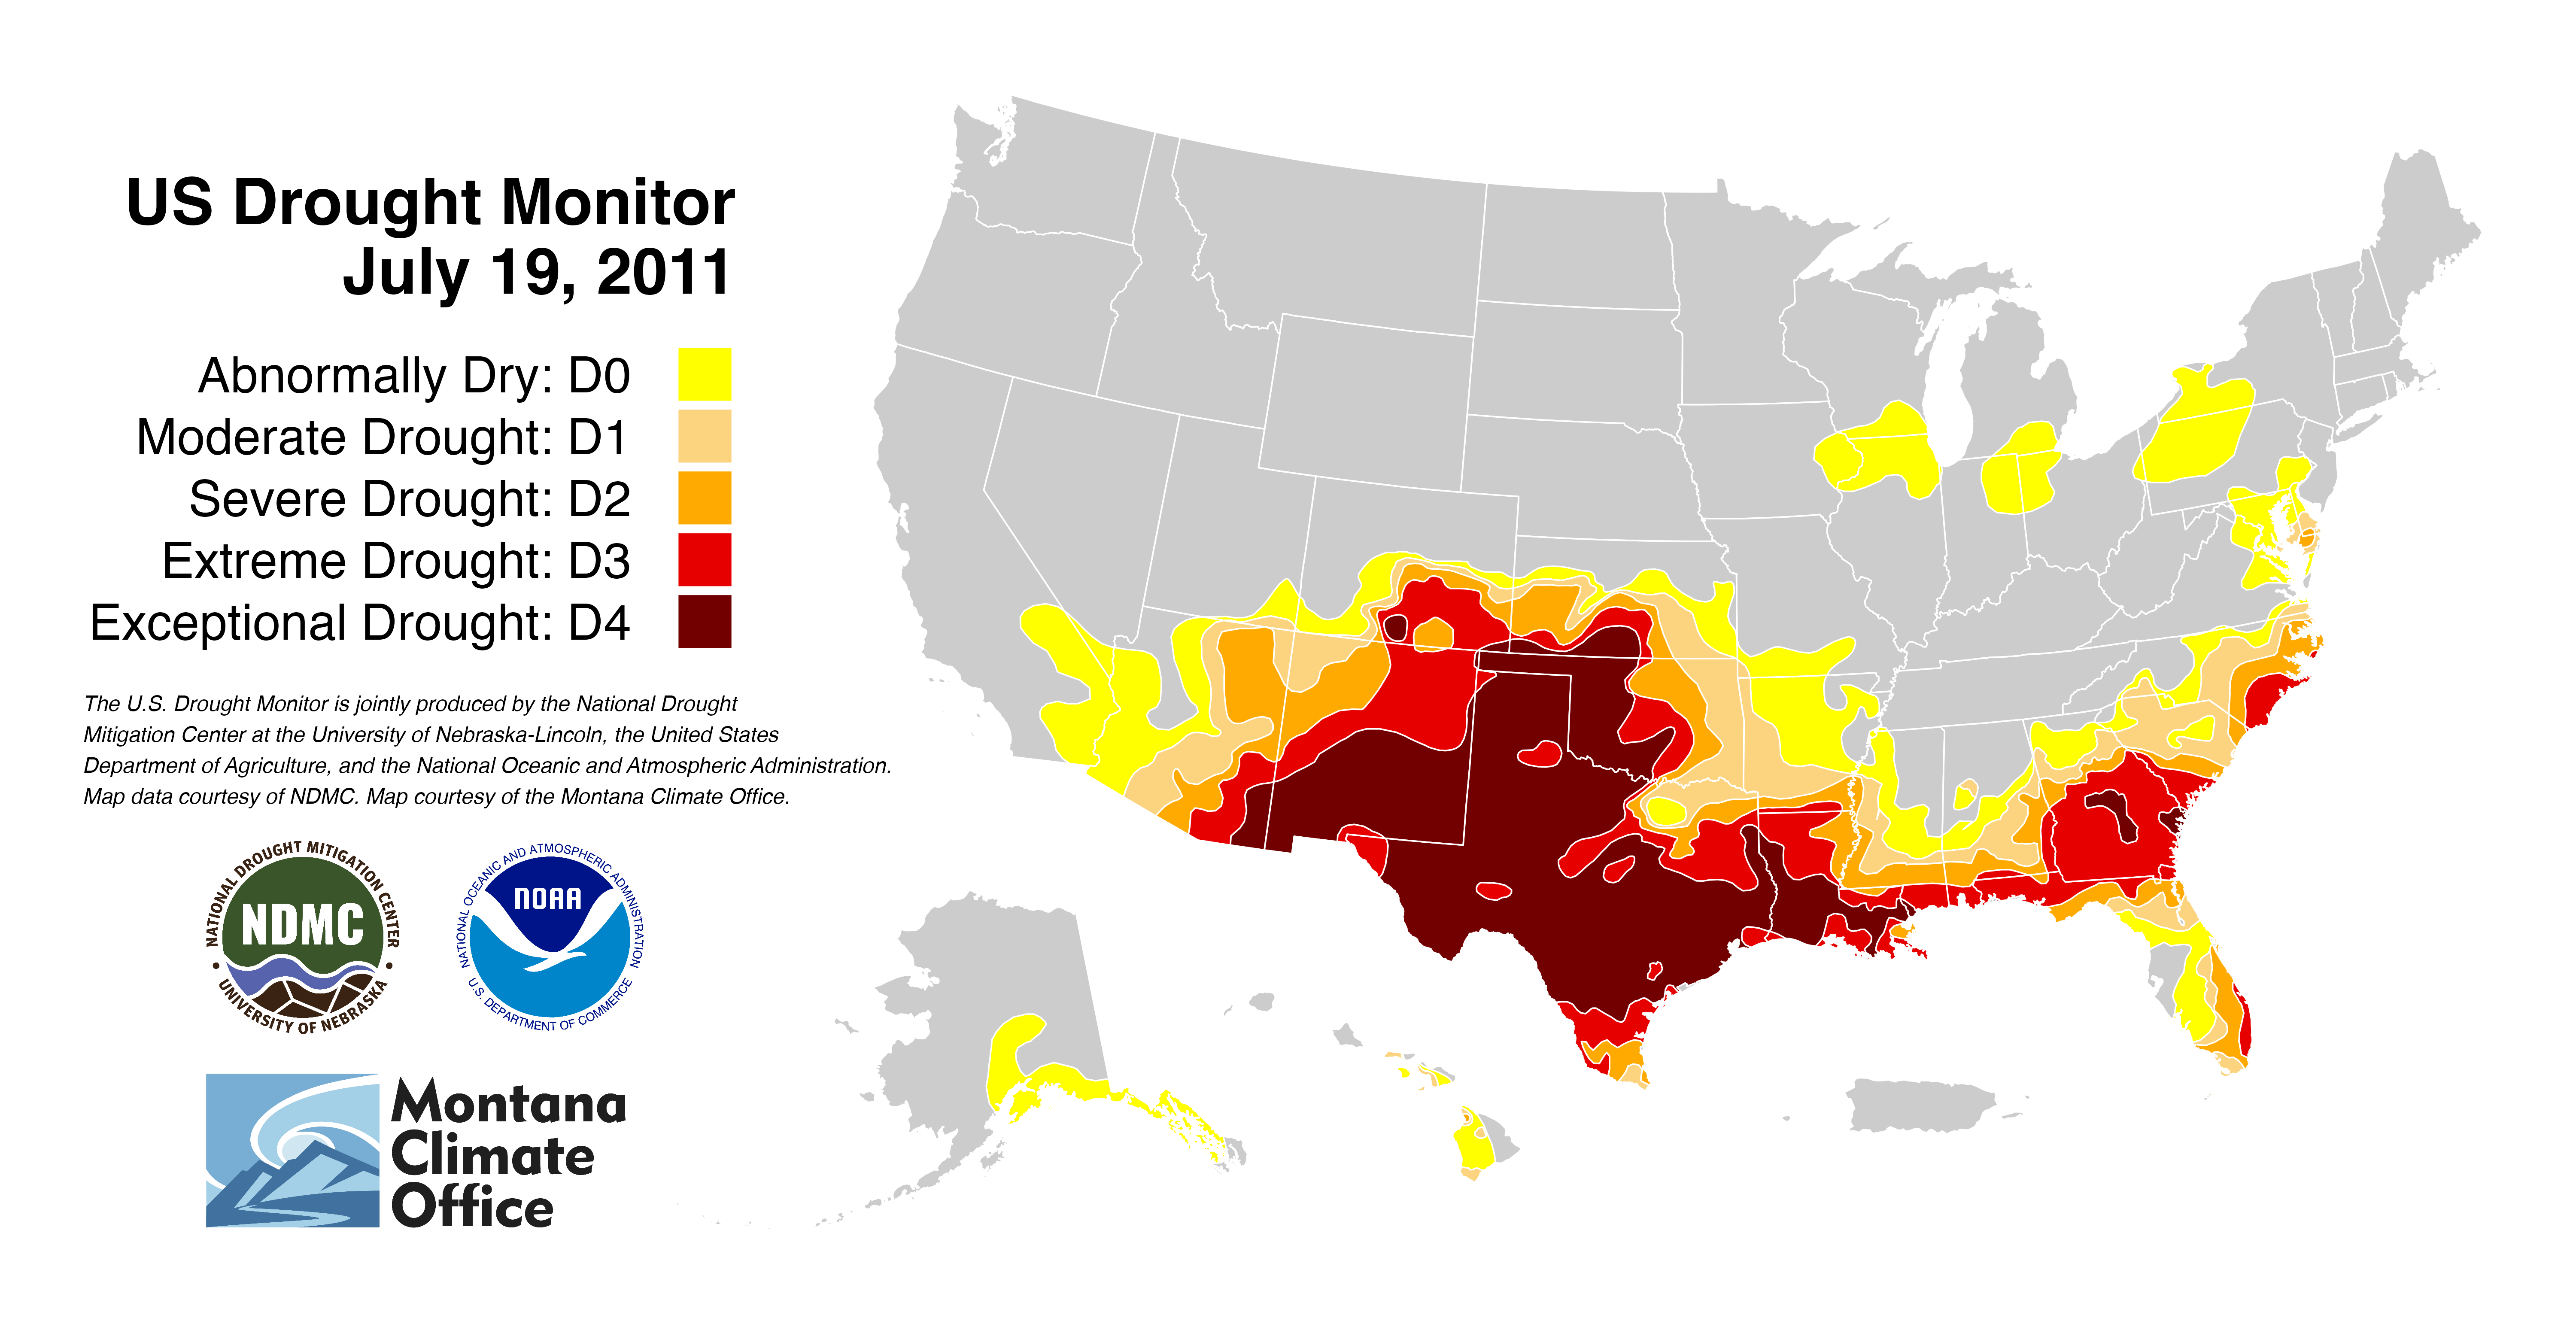 US Drought Monitor
July 19, 2011
Abnormally Dry: D0
Moderate Drought: D1
Severe Drought: D2
Extreme Drought: D3
Exceptional Drought: D4
The U.S. Drought Monitor is jointly produced by the National Drought
Mitigation Center at the University of Nebraska-Lincoln, the United States
Department of Agriculture, and the National Oceanic and Atmospheric Administration.
Map data courtesy of NDMC. Map courtesy of the Montana Climate Office.
NATIONAL DROUGHT MITIGATION CENTER
NDMC
• UNIVERSITY OF NEBRASKA •
NATIONAL OCEANIC AND ATMOSPHERIC ADMINISTRATION
NOAA
U.S. DEPARTMENT OF COMMERCE
Montana
Climate
Office